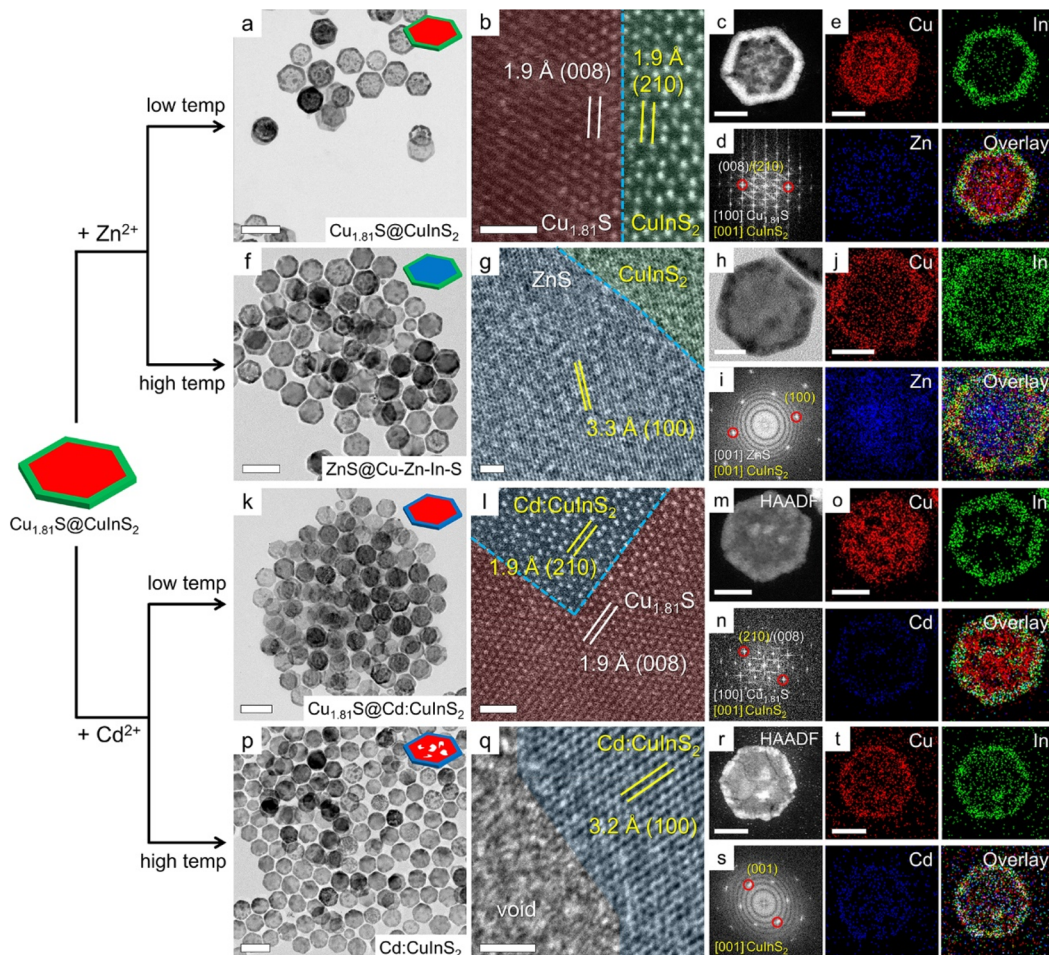 a
low temp
+ Zn²⁺
high temp
Cu₁.₈₁S@CuInS₂
low temp
+ Cd²⁺
high temp
Cu₁.₈₁S@CuInS₂
b
1.9 Å (008)
1.9 Å
(210)
Cu₁.₈₁S
CuInS₂
c
e
Cu
In
d
(008)/(210)
[100] Cu₁.₈₁S
[001] CuInS₂
Zn
Overlay
f
ZnS@Cu-Zn-In-S
g
ZnS
CuInS₂
3.3 Å (100)
h
j
Cu
In
i
(100)
[001] ZnS
[001] CuInS₂
Zn
Overlay
k
Cu₁.₈₁S@Cd:CuInS₂
l
Cd:CuInS₂
1.9 Å (210)
Cu₁.₈₁S
1.9 Å (008)
m
HAADF
o
Cu
In
n
(210)/(008)
[100] Cu₁.₈₁S
[001] CuInS₂
Cd
Overlay
p
Cd:CuInS₂
q
Cd:CuInS₂
3.2 Å (100)
void
r
HAADF
t
Cu
In
s
(001)
[001] CuInS₂
Cd
Overlay